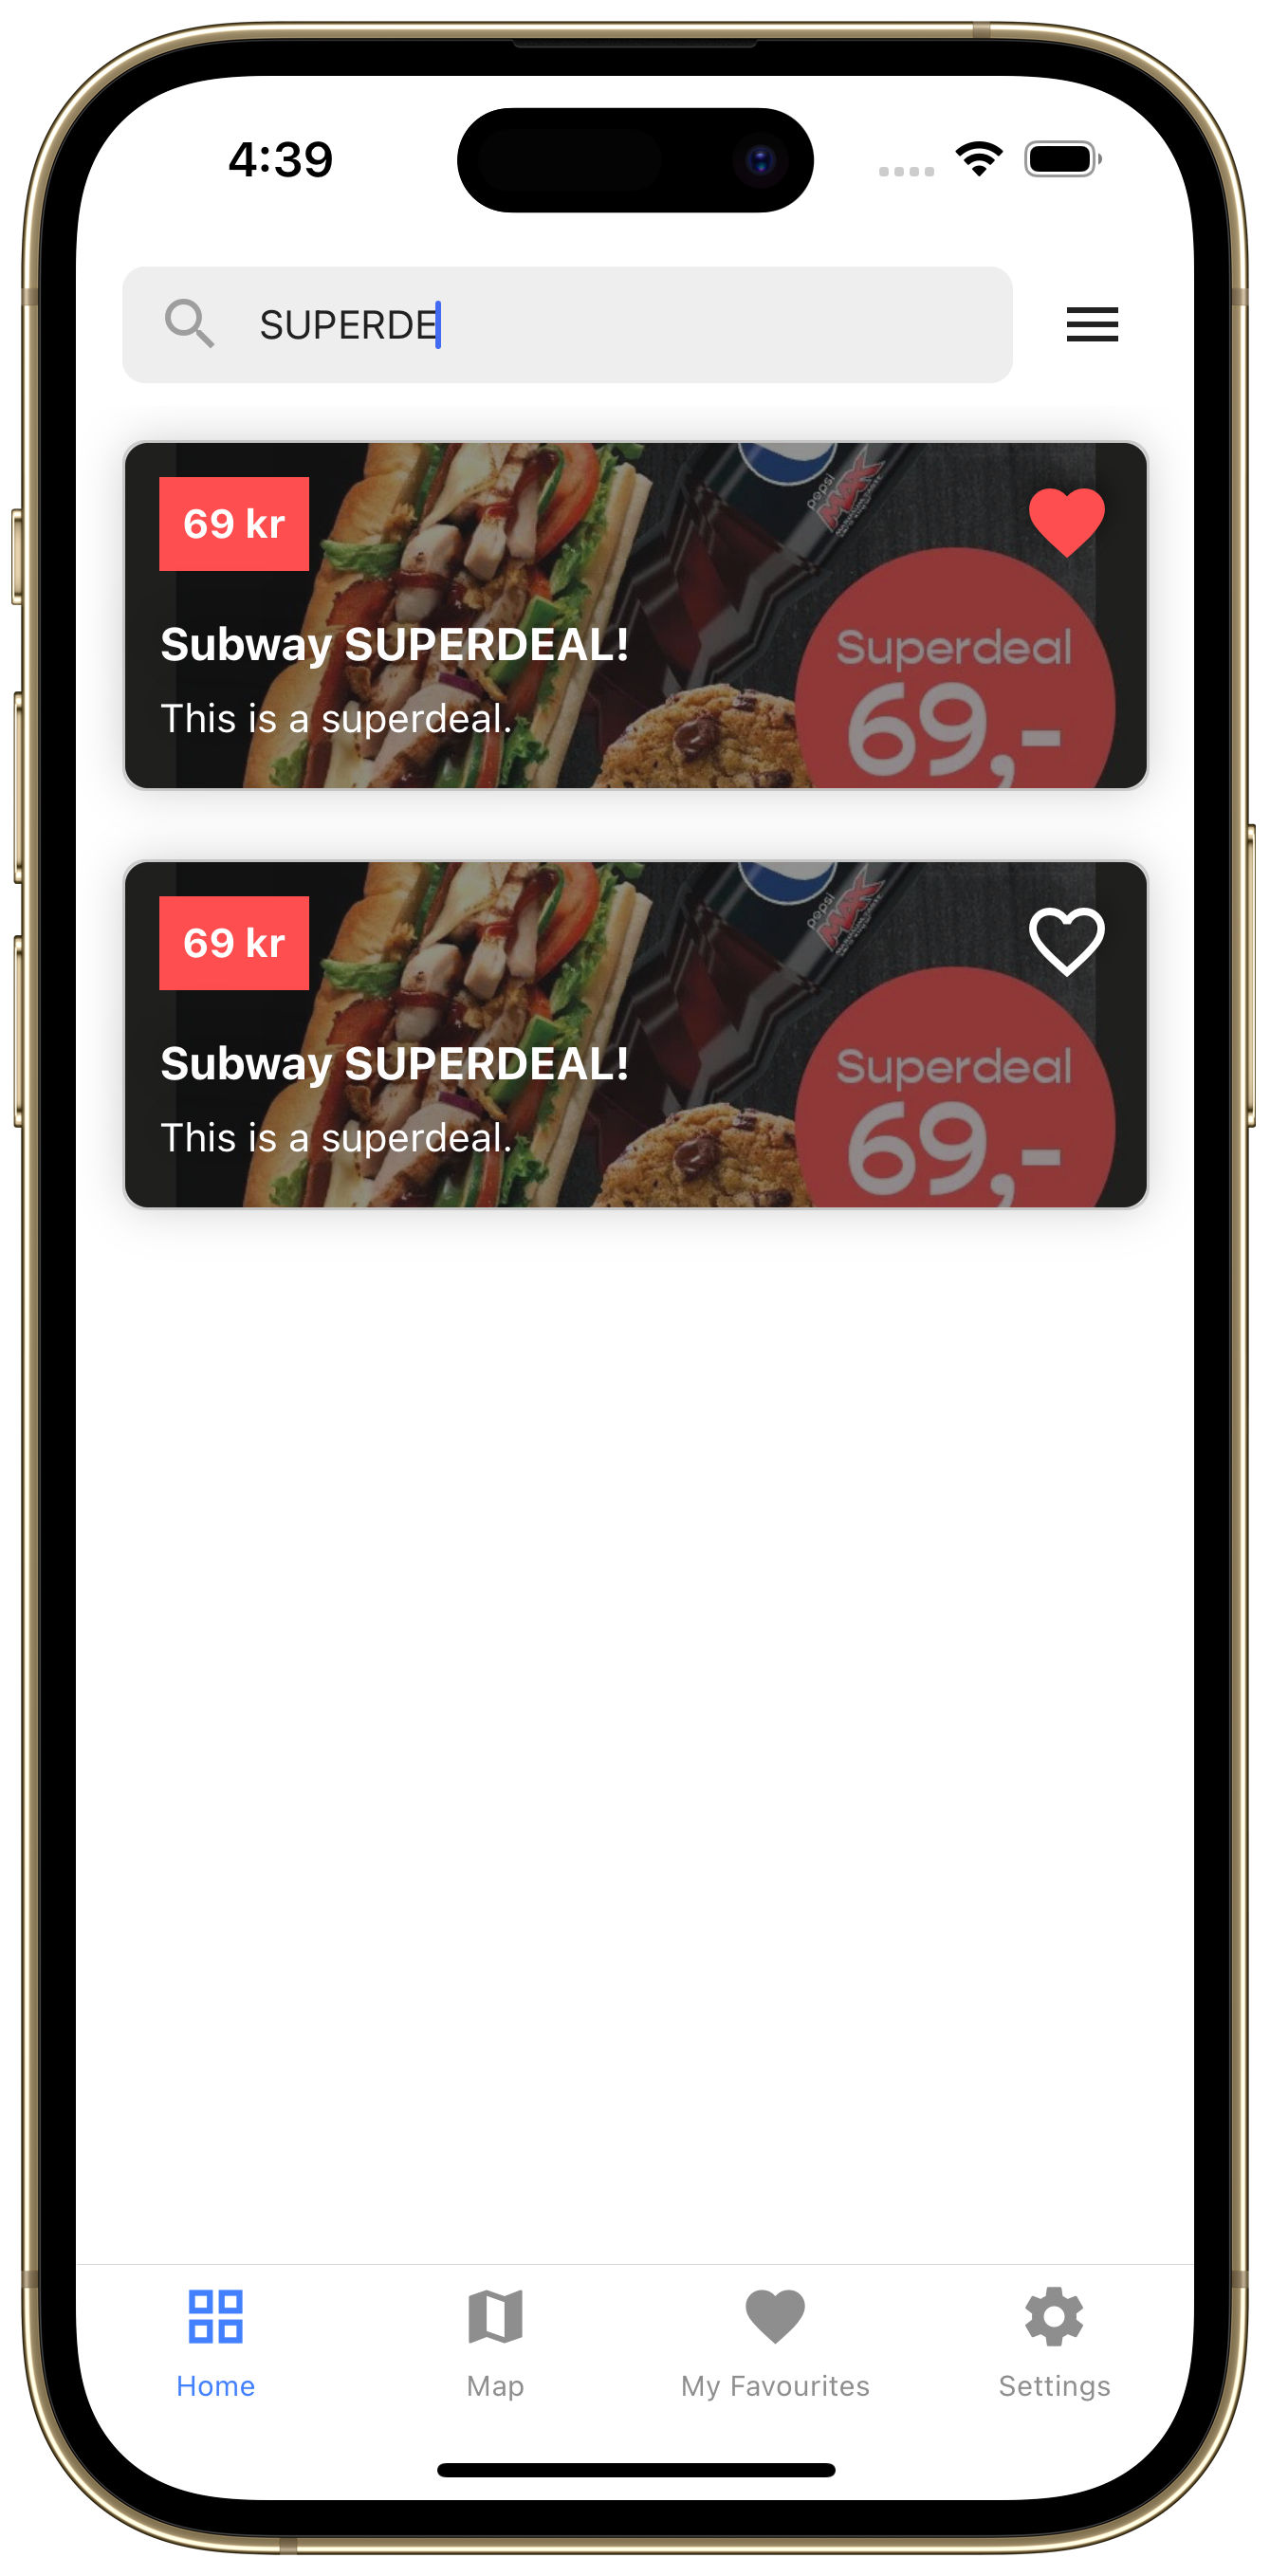 4:39
SUPERDE
69 kr
pepsi
MAX
Subway SUPERDEAL!
This is a superdeal.
Superdeal
69,-
69 kr
pepsi
MAX
Subway SUPERDEAL!
This is a superdeal.
Superdeal
69,-
Home
Map
My Favourites
Settings